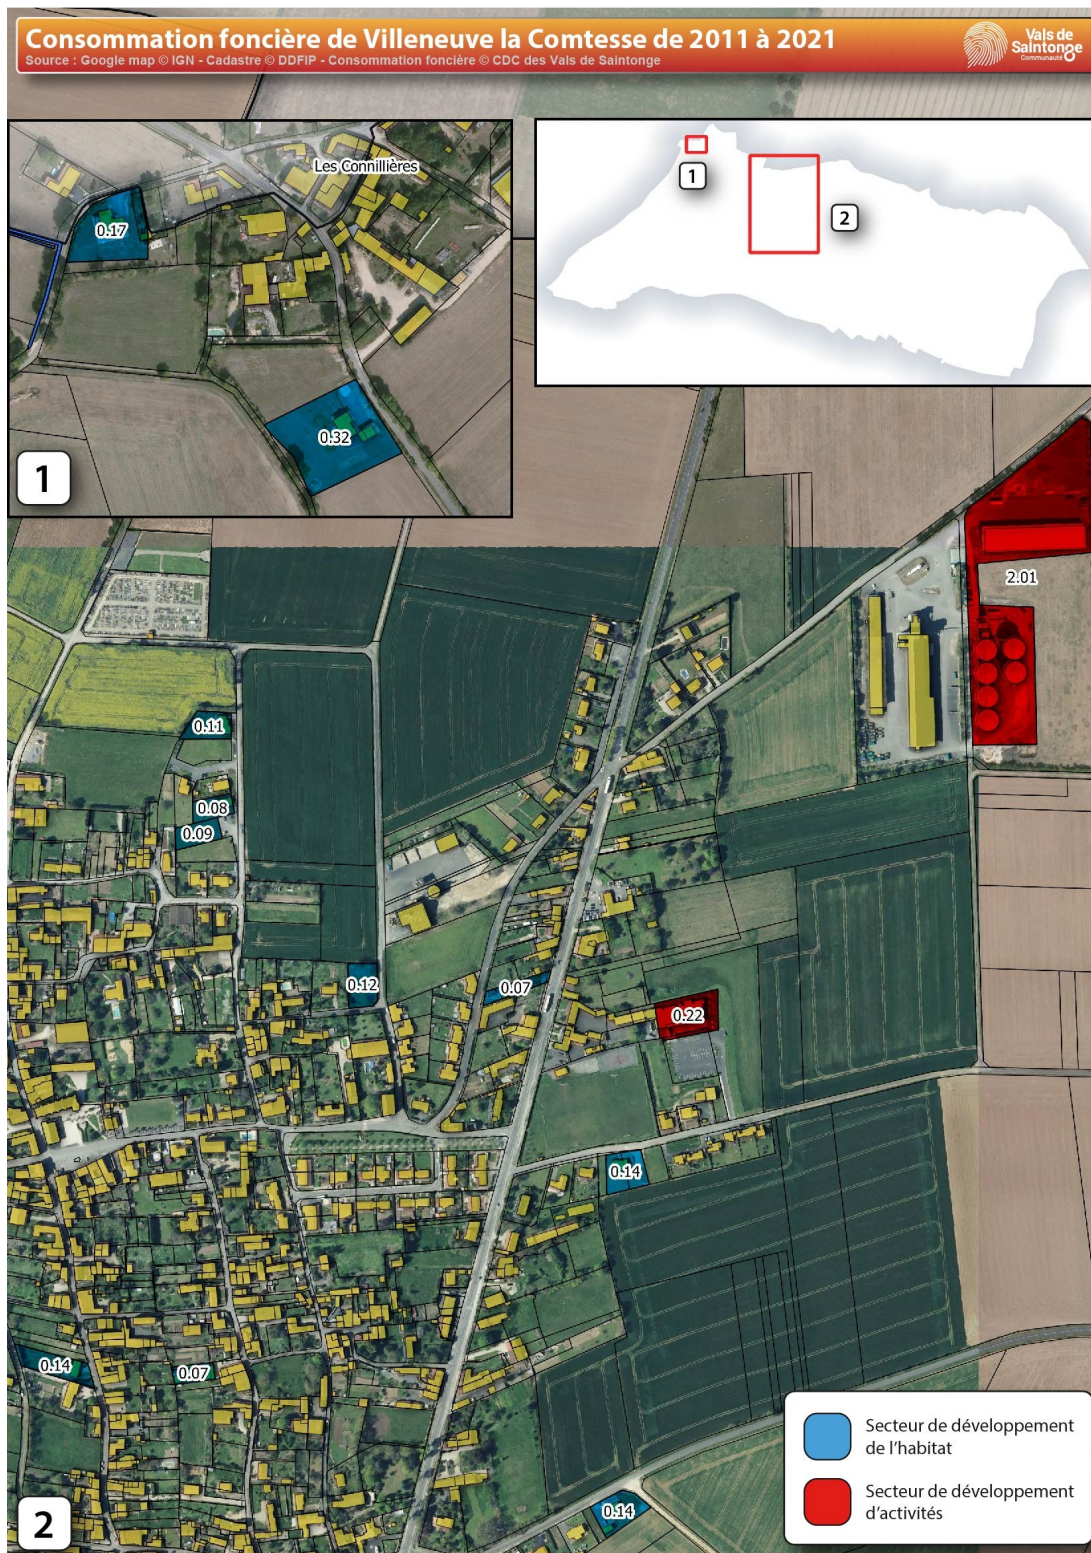 Consommation foncière de Villeneuve la Comtesse de 2011 à 2021
Source : Google map © IGN - Cadastre © DDFIP - Consommation foncière © CDC des Vals de Saintonge
Vals de
Saintonge
Communauté
Les Connillières
0.17
0.32
1
1
2
2.01
0.11
0.08
0.09
0.12
0.07
0.22
0.14
0.14
0.07
0.14
2
Secteur de développement
de l'habitat
Secteur de développement
d'activités